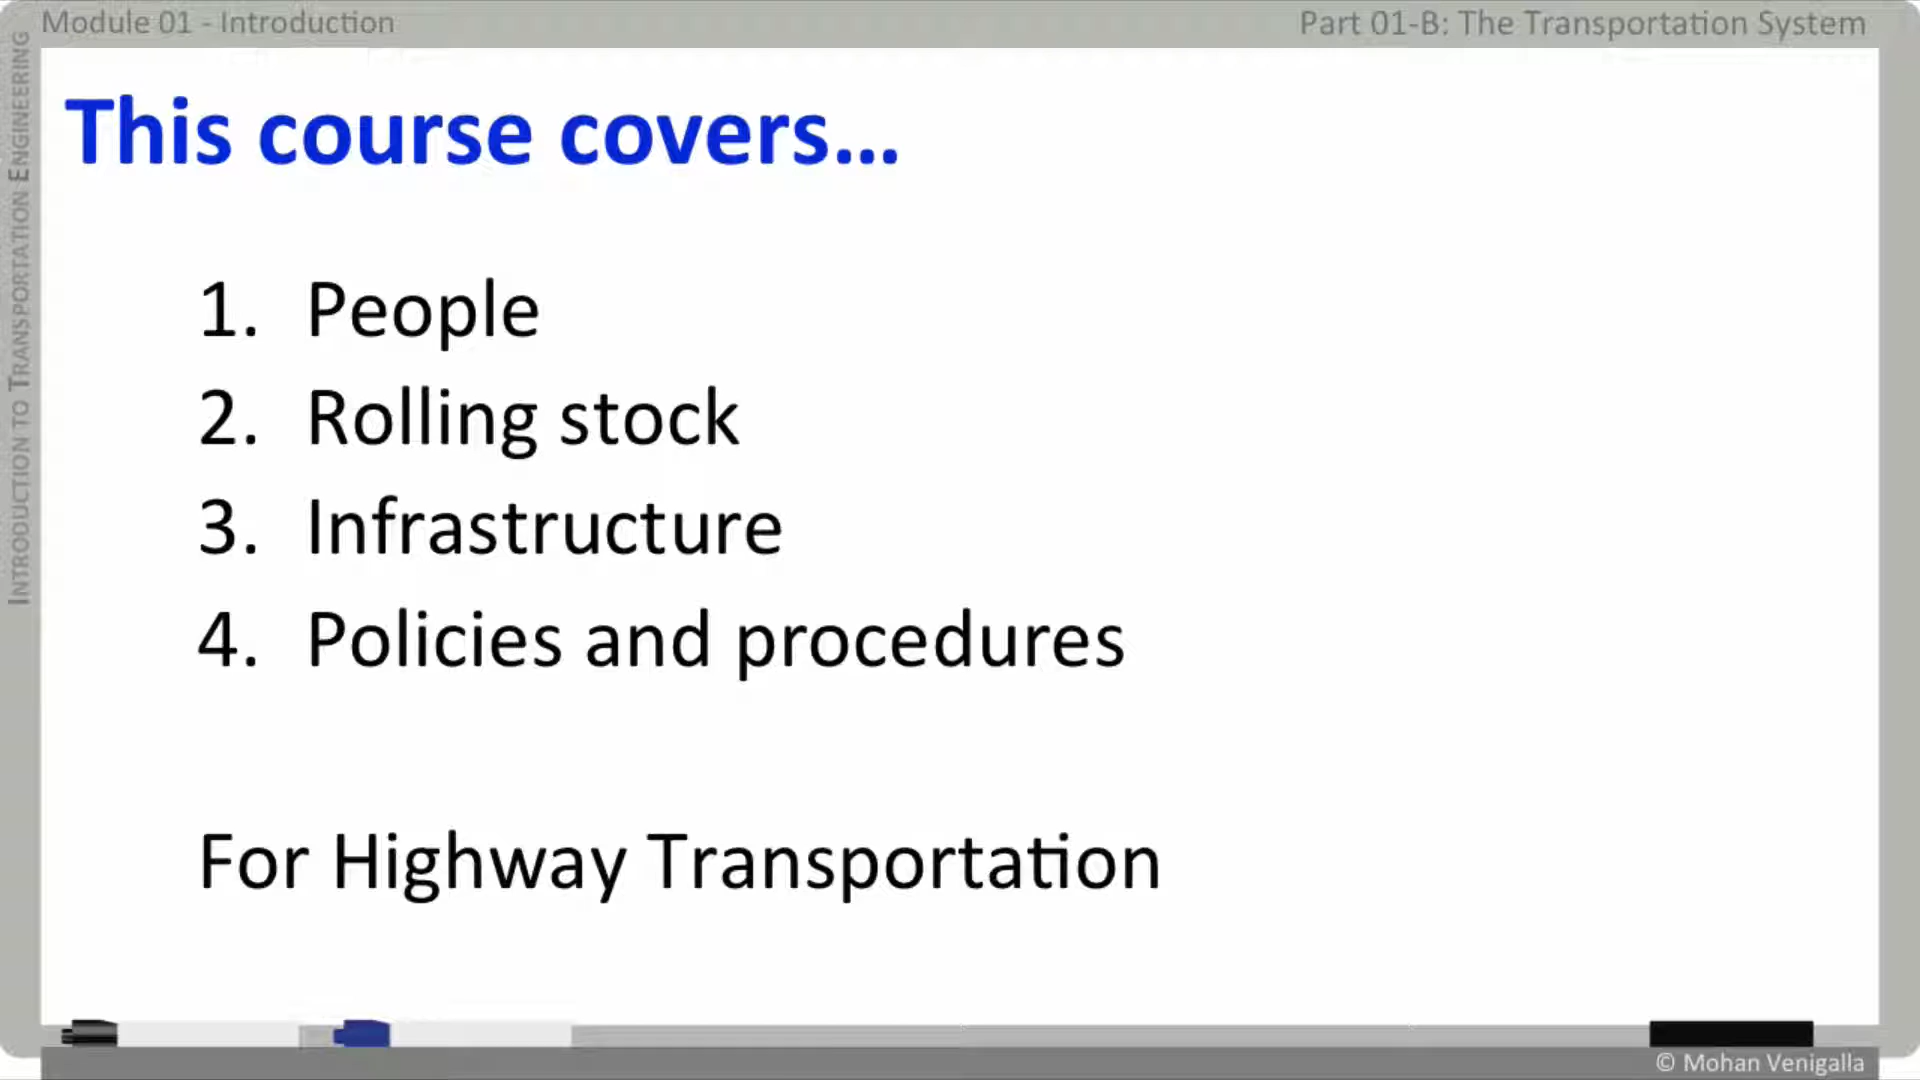 Module 01 - Introduction
Part 01-B: The Transportation System
INTRODUCTION TO TRANSPORTATION ENGINEERING
This course covers...
1. People
2. Rolling stock
3. Infrastructure
4. Policies and procedures
For Highway Transportation
© Mohan Venigalla